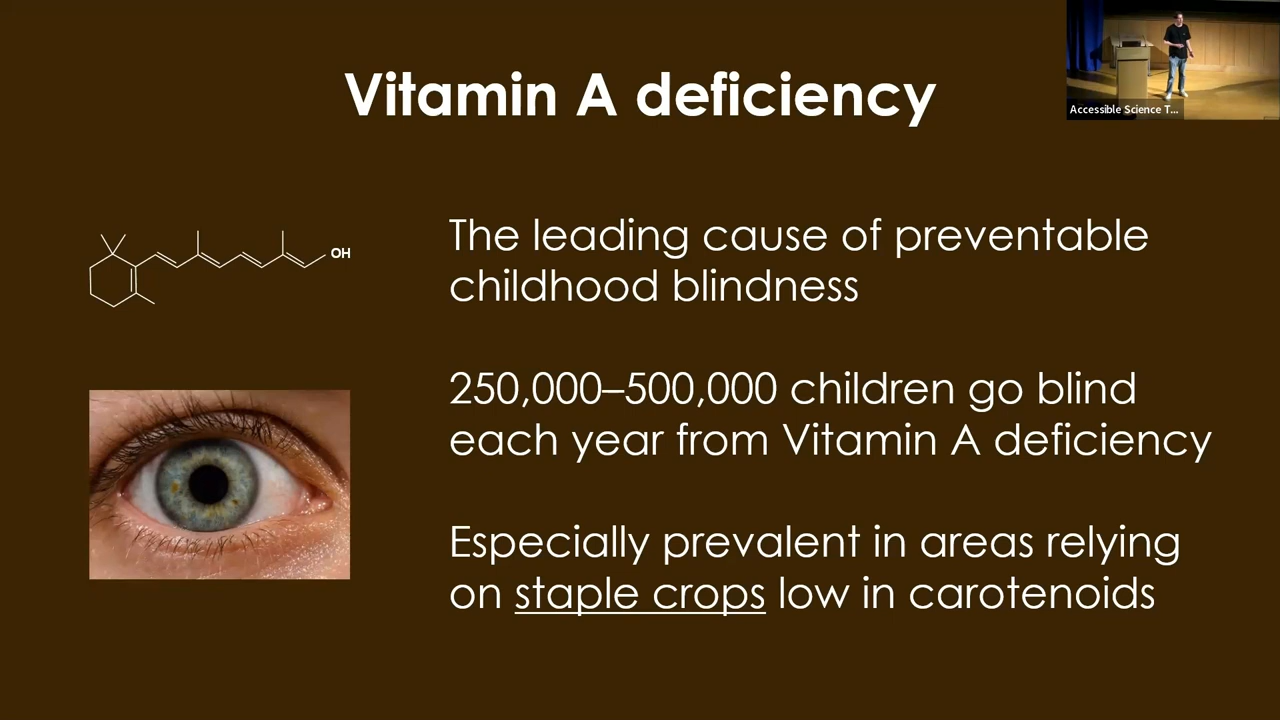 Vitamin A deficiency
Accessible Science T...
OH
The leading cause of preventable
childhood blindness
250,000–500,000 children go blind
each year from Vitamin A deficiency
Especially prevalent in areas relying
on staple crops low in carotenoids